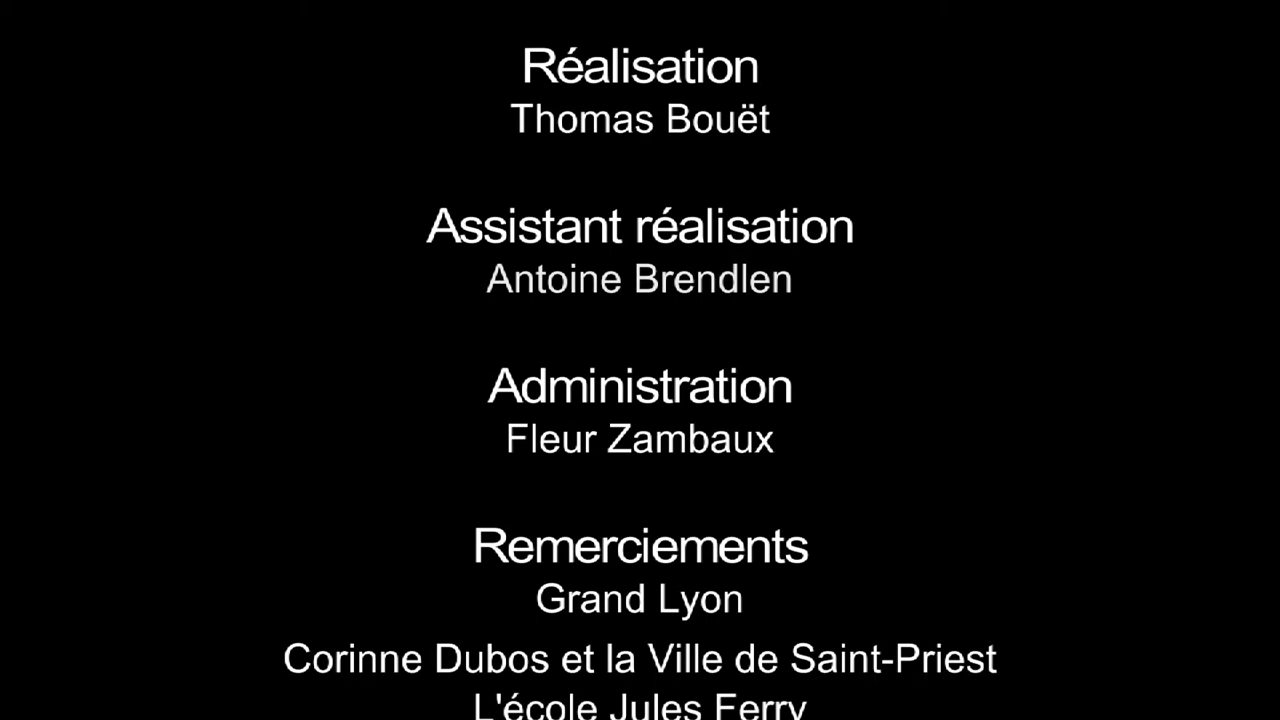 Réalisation
Thomas Bouët
Assistant réalisation
Antoine Brendlen
Administration
Fleur Zambaux
Remerciements
Grand Lyon
Corinne Dubos et la Ville de Saint-Priest
L'école Jules Ferry